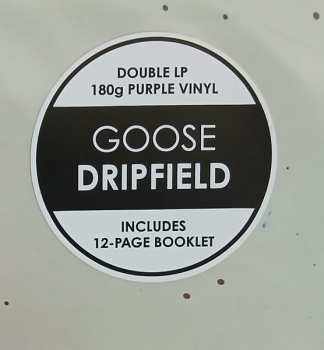 DOUBLE LP
180g PURPLE VINYL
GOOSE
DRIPFIELD
INCLUDES
12-PAGE BOOKLET